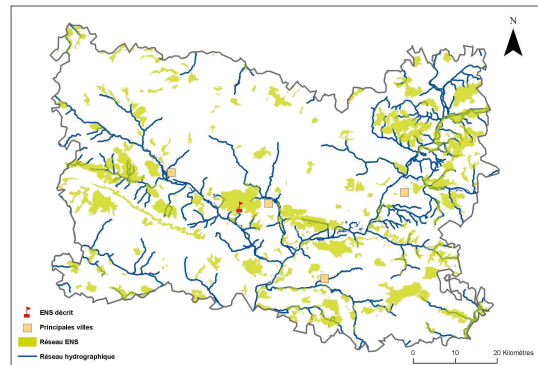 N
ENS décrit
Principales villes
Réseau ENS
Réseau hydrographique
0 10 20 Kilomètres